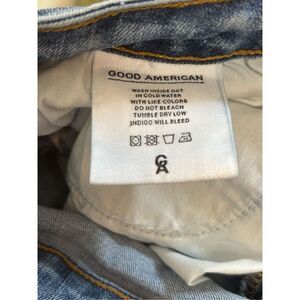 GOOD AMERICAN
WASH INSIDE OUT
IN COLD WATER
WITH LIKE COLORS
DO NOT BLEACH
TUMBLE DRY LOW
INDIGO WILL BLEED
GA